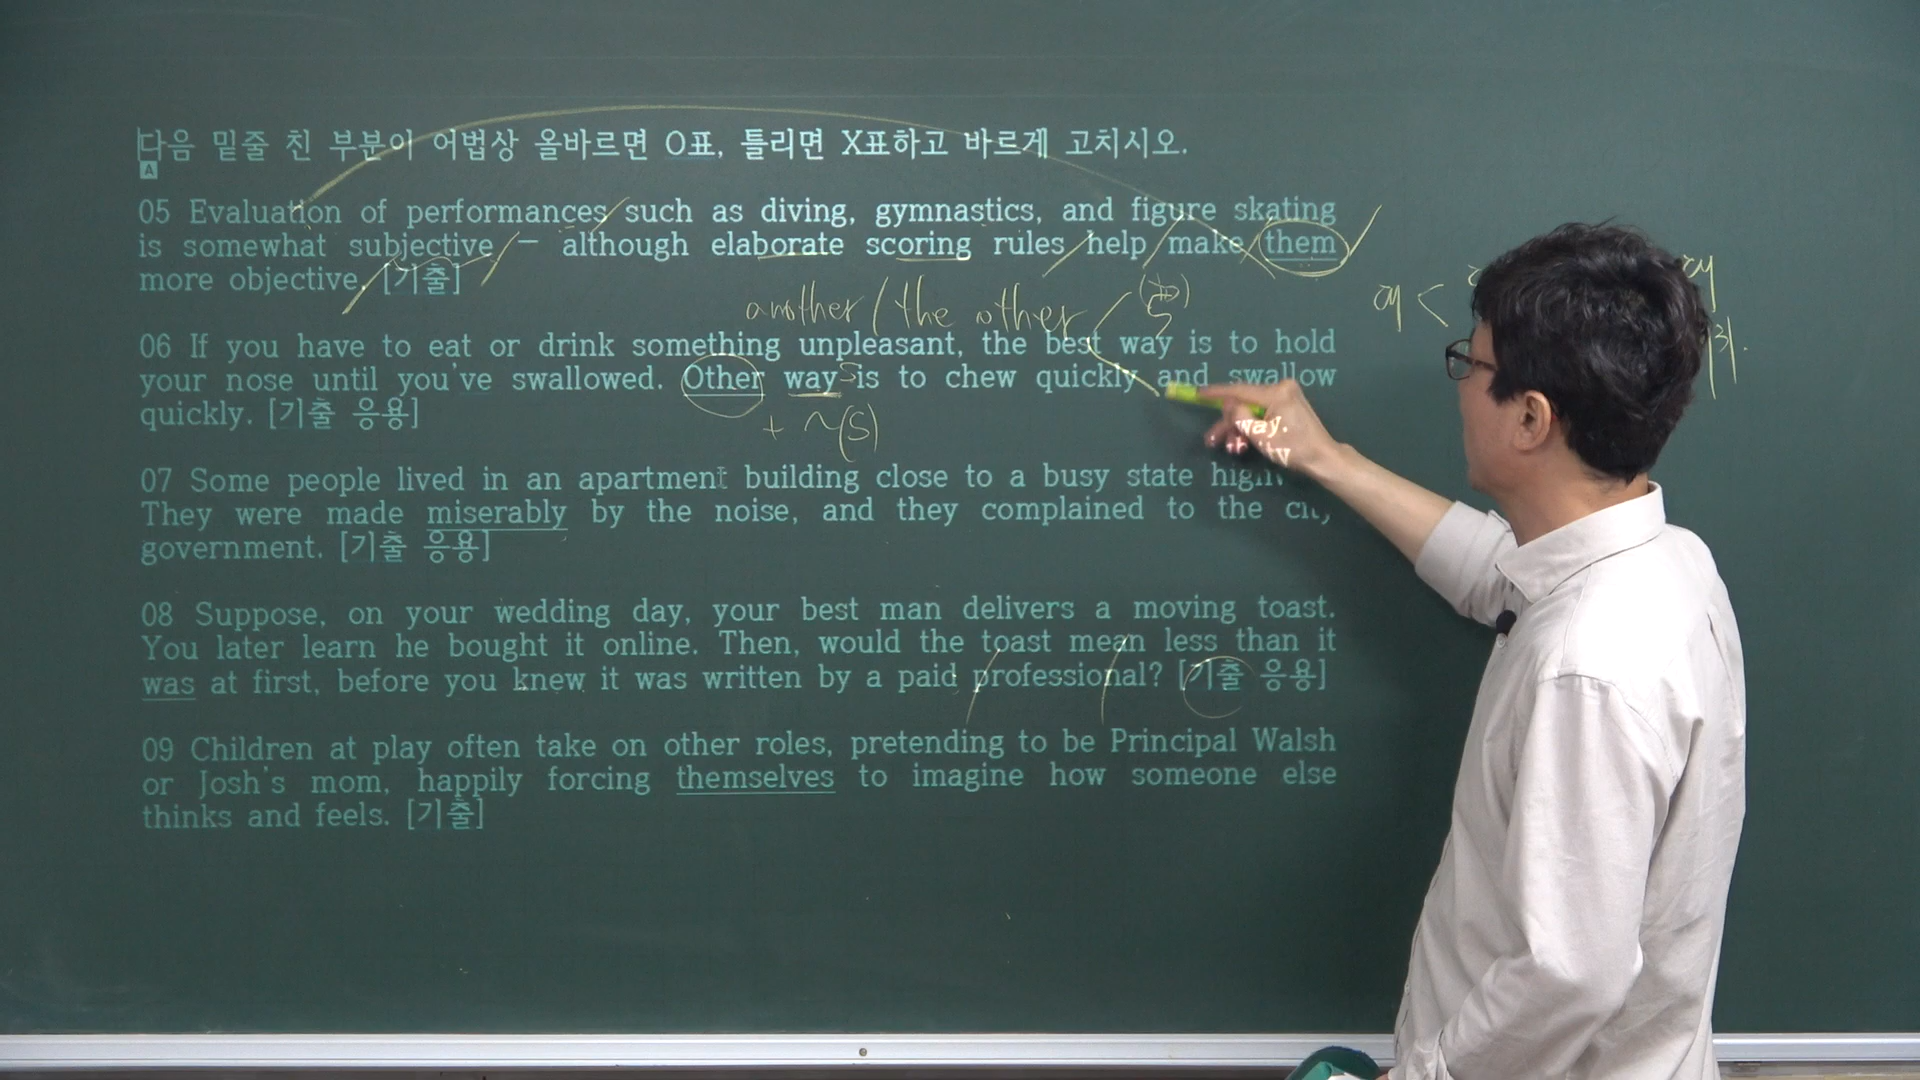 다음 밑줄 친 부분이 어법상 올바르면 O표, 틀리면 X표하고 바르게 고치시오.
A
05 Evaluation of performances such as diving, gymnastics, and figure skating
is somewhat subjective – although elaborate scoring rules help make them
more objective. [기출]
another / the other
06 If you have to eat or drink something unpleasant, the best way is to hold
your nose until you've swallowed. Other way is to chew quickly and swallow
quickly. [기출 응용]
s
+ ~(s)
07 Some people lived in an apartment building close to a busy state highway.
They were made miserably by the noise, and they complained to the city
government. [기출 응용]
08 Suppose, on your wedding day, your best man delivers a moving toast.
You later learn he bought it online. Then, would the toast mean less than it
was at first, before you knew it was written by a paid professional? [기출 응용]
09 Children at play often take on other roles, pretending to be Principal Walsh
or Josh's mom, happily forcing themselves to imagine how someone else
thinks and feels. [기출]